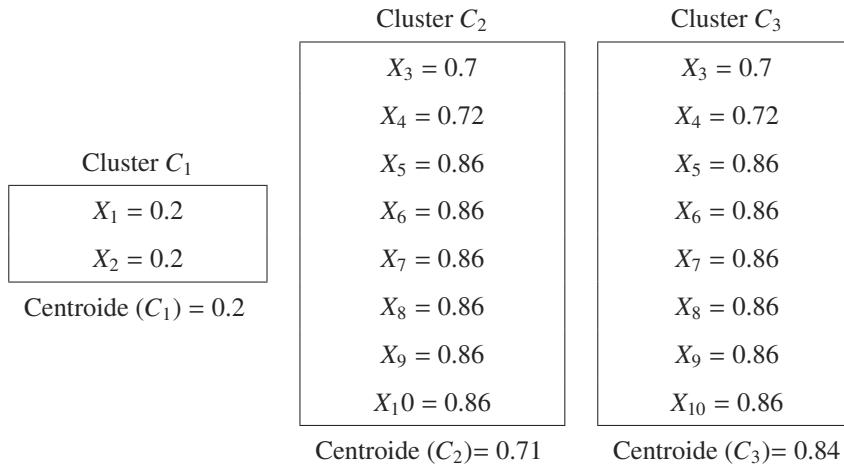 Cluster C₁
X₁ = 0.2
X₂ = 0.2
Centroide (C₁) = 0.2
Cluster C₂
X₃ = 0.7
X₄ = 0.72
X₅ = 0.86
X₆ = 0.86
X₇ = 0.86
X₈ = 0.86
X₉ = 0.86
X₁0 = 0.86
Centroide (C₂)= 0.71
Cluster C₃
X₃ = 0.7
X₄ = 0.72
X₅ = 0.86
X₆ = 0.86
X₇ = 0.86
X₈ = 0.86
X₉ = 0.86
X₁₀ = 0.86
Centroide (C₃) = 0.84